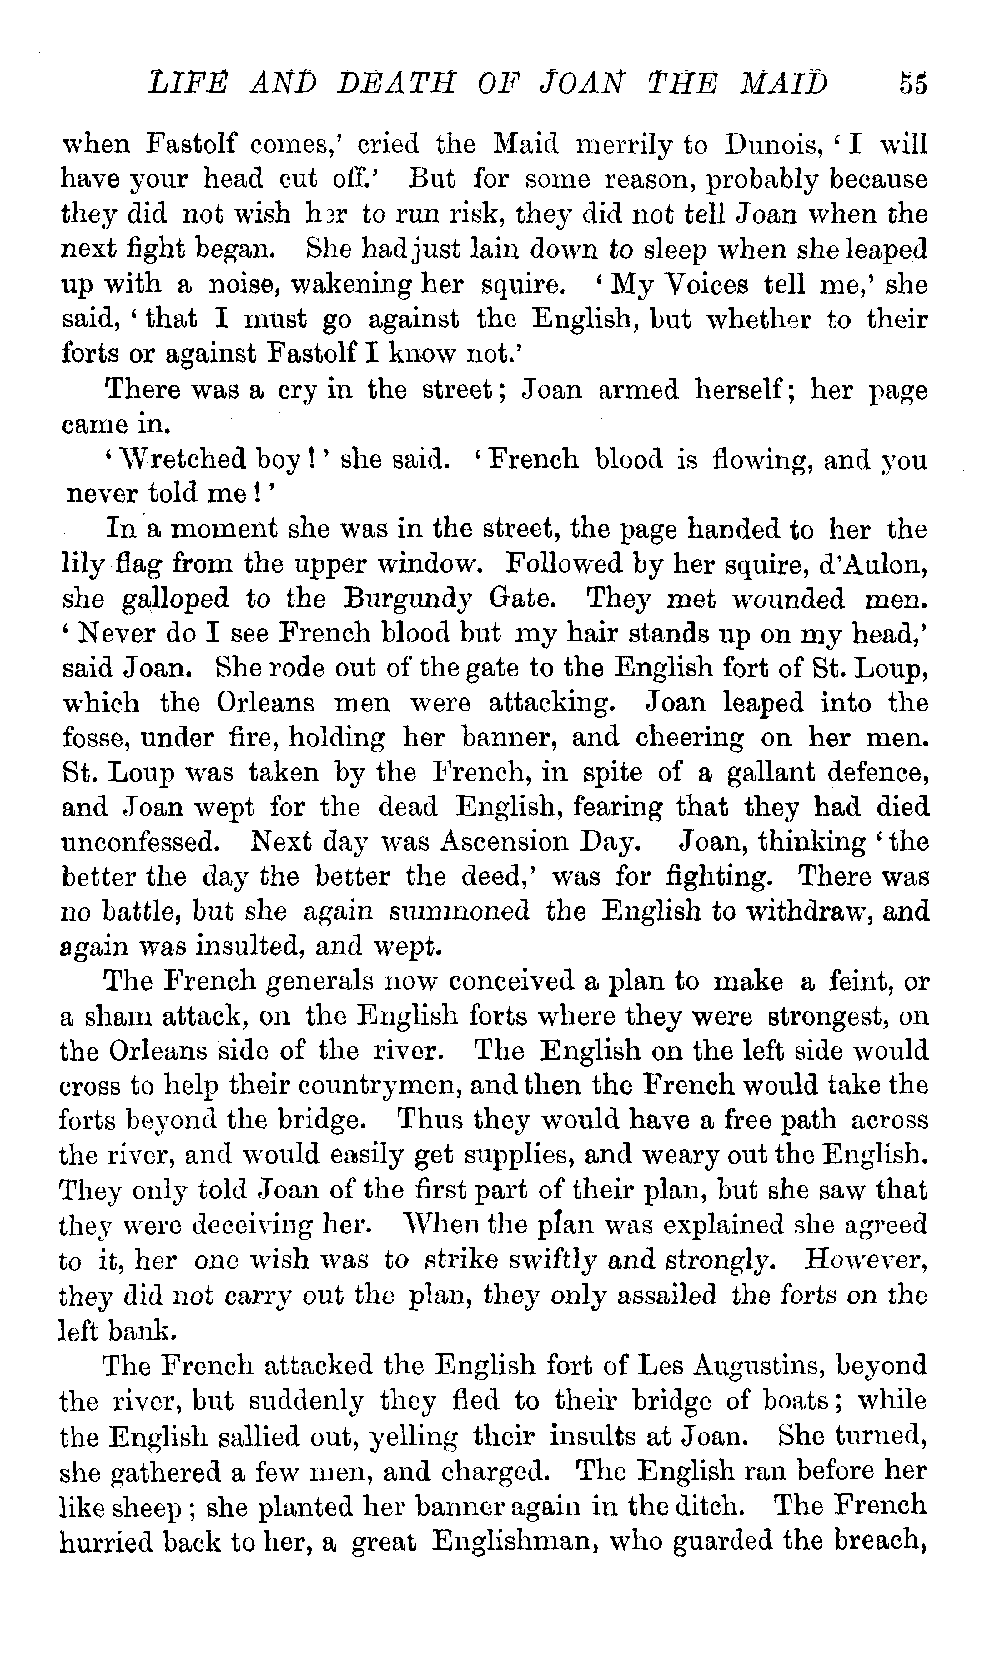 LIFE AND DEATH OF JOAN THE MAID 55
when Fastolf comes,’ cried the Maid merrily to Dunois, ‘I will
have your head cut off.’ But for some reason, probably because
they did not wish her to run risk, they did not tell Joan when the
next fight began. She had just lain down to sleep when she leaped
up with a noise, wakening her squire. ‘My Voices tell me,’ she
said, ‘that I must go against the English, but whether to their
forts or against Fastolf I know not.’
There was a cry in the street; Joan armed herself; her page
came in.
‘Wretched boy!’ she said. ‘French blood is flowing, and you
never told me!’
In a moment she was in the street, the page handed to her the
lily flag from the upper window. Followed by her squire, d’Aulon,
she galloped to the Burgundy Gate. They met wounded men.
‘Never do I see French blood but my hair stands up on my head,’
said Joan. She rode out of the gate to the English fort of St. Loup,
which the Orleans men were attacking. Joan leaped into the
fosse, under fire, holding her banner, and cheering on her men.
St. Loup was taken by the French, in spite of a gallant defence,
and Joan wept for the dead English, fearing that they had died
unconfessed. Next day was Ascension Day. Joan, thinking ‘the
better the day the better the deed,’ was for fighting. There was
no battle, but she again summoned the English to withdraw, and
again was insulted, and wept.
The French generals now conceived a plan to make a feint, or
a sham attack, on the English forts where they were strongest, on
the Orleans side of the river. The English on the left side would
cross to help their countrymen, and then the French would take the
forts beyond the bridge. Thus they would have a free path across
the river, and would easily get supplies, and weary out the English.
They only told Joan of the first part of their plan, but she saw that
they were deceiving her. When the plan was explained she agreed
to it, her one wish was to strike swiftly and strongly. However,
they did not carry out the plan, they only assailed the forts on the
left bank.
The French attacked the English fort of Les Augustins, beyond
the river, but suddenly they fled to their bridge of boats; while
the English sallied out, yelling their insults at Joan. She turned,
she gathered a few men, and charged. The English ran before her
like sheep; she planted her banner again in the ditch. The French
hurried back to her, a great Englishman, who guarded the breach,